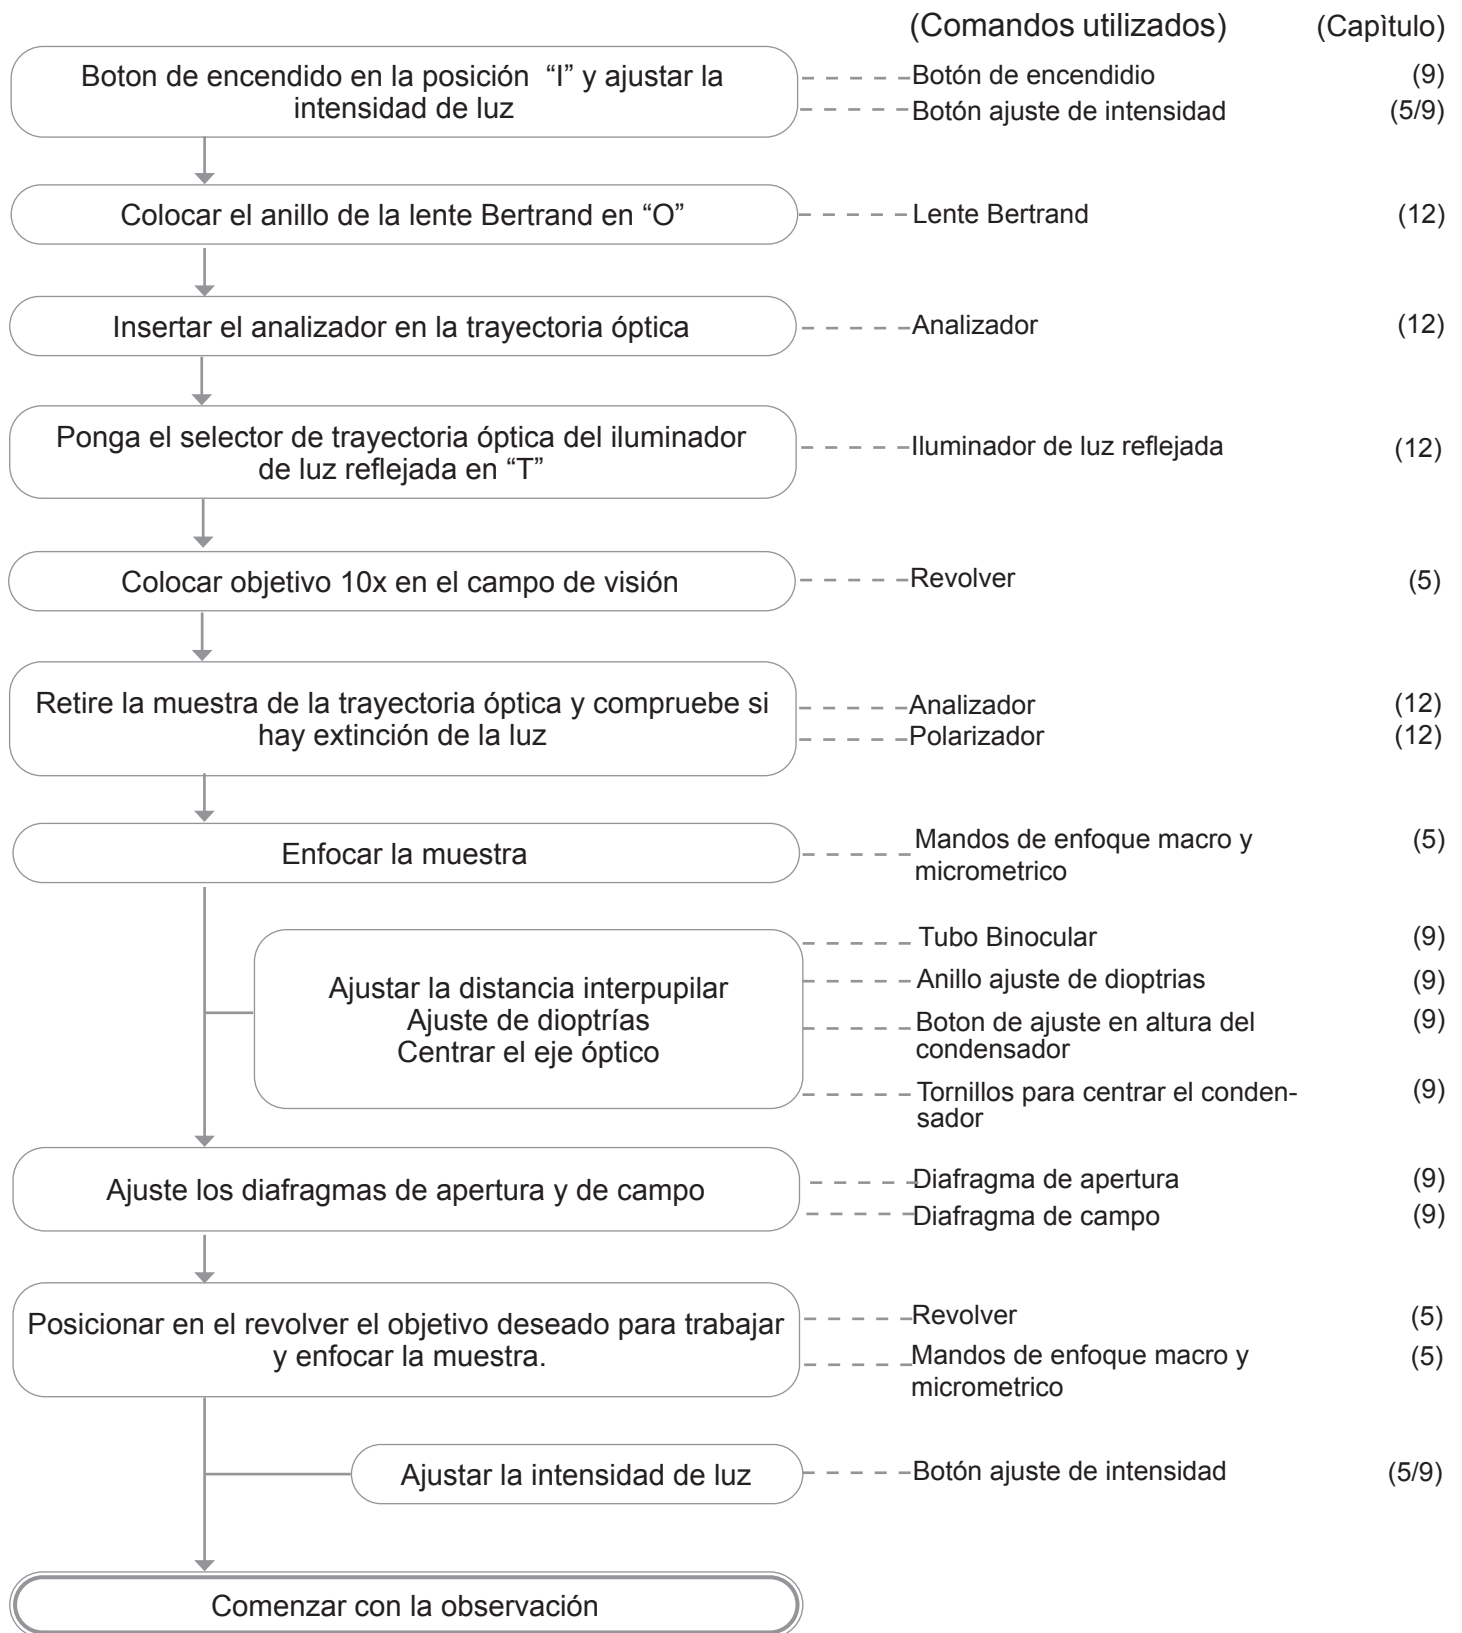 (Comandos utilizados) (Capìtulo)
Boton de encendido en la posición “I” y ajustar la
intensidad de luz
Botón de encendidio (9)
Botón ajuste de intensidad (5/9)
Colocar el anillo de la lente Bertrand en “O”
Lente Bertrand (12)
Insertar el analizador en la trayectoria óptica
Analizador (12)
Ponga el selector de trayectoria óptica del iluminador
de luz reflejada en “T”
Iluminador de luz reflejada (12)
Colocar objetivo 10x en el campo de visión
Revolver (5)
Retire la muestra de la trayectoria óptica y compruebe si
hay extinción de la luz
Analizador (12)
Polarizador (12)
Enfocar la muestra
Mandos de enfoque macro y (5)
micrometrico
Ajustar la distancia interpupilar
Ajuste de dioptrías
Centrar el eje óptico
Tubo Binocular (9)
Anillo ajuste de dioptrias (9)
Boton de ajuste en altura del (9)
condensador
Tornillos para centrar el conden- (9)
sador
Ajuste los diafragmas de apertura y de campo
Diafragma de apertura (9)
Diafragma de campo (9)
Posicionar en el revolver el objetivo deseado para trabajar
y enfocar la muestra.
Revolver (5)
Mandos de enfoque macro y (5)
micrometrico
Ajustar la intensidad de luz
Botón ajuste de intensidad (5/9)
Comenzar con la observación